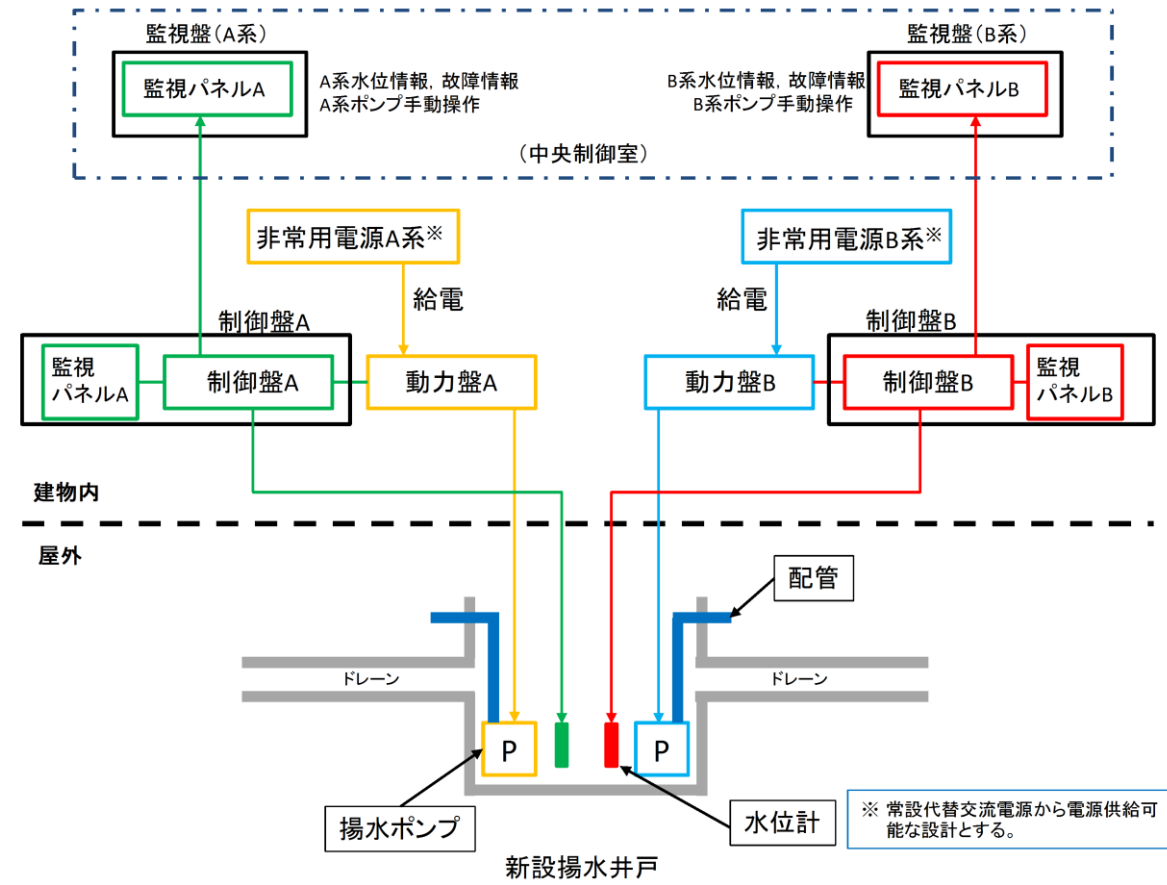 監視盤(A系)
監視パネルA
A系水位情報, 故障情報
A系ポンプ手動操作
監視盤(B系)
監視パネルB
B系水位情報, 故障情報
B系ポンプ手動操作
(中央制御室)
非常用電源A系※
非常用電源B系※
給電
給電
制御盤A
監視
パネルA
制御盤A
動力盤A
制御盤B
動力盤B
制御盤B
監視
パネルB
建物内
屋外
配管
ドレーン
ドレーン
P
P
揚水ポンプ
水位計
※ 常設代替交流電源から電源供給可
能な設計とする。
新設揚水井戸